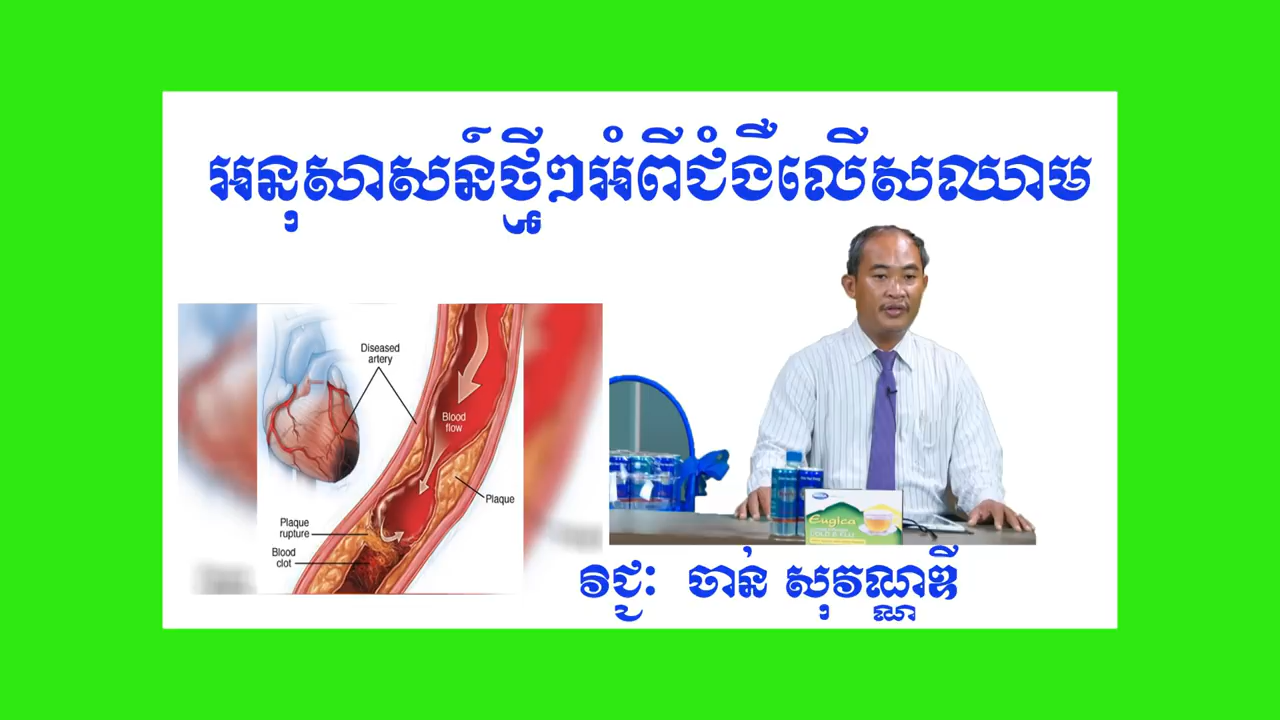 អនុសាសន៍ថ្មីៗអំពីជំងឺលើសឈាម
Diseased
artery
Blood
flow
Plaque
Plaque
rupture
Blood
clot
Eugica
COLD & FLU
វិជ្ជៈ ចាន់ សុវណ្ណឌី